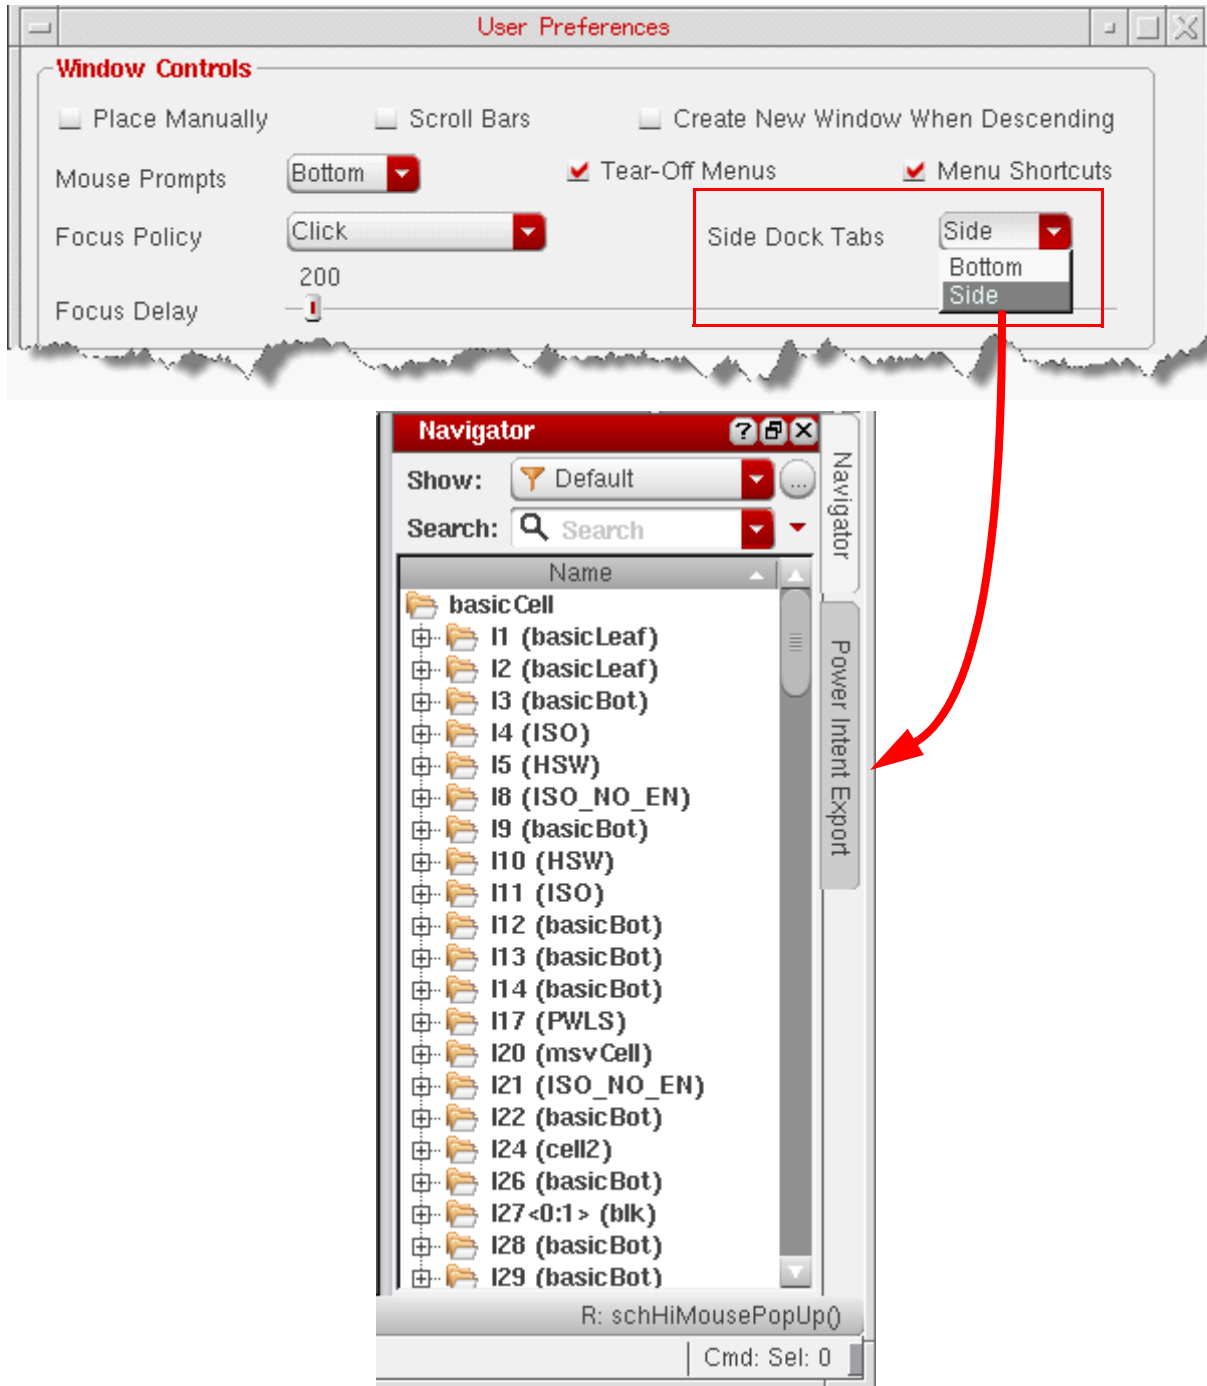 User Preferences
Window Controls
Place Manually Scroll Bars Create New Window When Descending
Mouse Prompts Bottom Tear-Off Menus Menu Shortcuts
Focus Policy Click Side Dock Tabs Side
Bottom
Side
200
Focus Delay
Navigator
Show: Default ...
Search: Search
Name
basicCell
I1 (basicLeaf)
I2 (basicLeaf)
I3 (basicBot)
I4 (ISO)
I5 (HSW)
I8 (ISO_NO_EN)
I9 (basicBot)
I10 (HSW)
I11 (ISO)
I12 (basicBot)
I13 (basicBot)
I14 (basicBot)
I17 (PWLS)
I20 (msvCell)
I21 (ISO_NO_EN)
I22 (basicBot)
I24 (cell2)
I26 (basicBot)
I27<0:1> (blk)
I28 (basicBot)
I29 (basicBot)
Navigator
Power Intent Export
R: schHiMousePopUp()
Cmd: Sel: 0